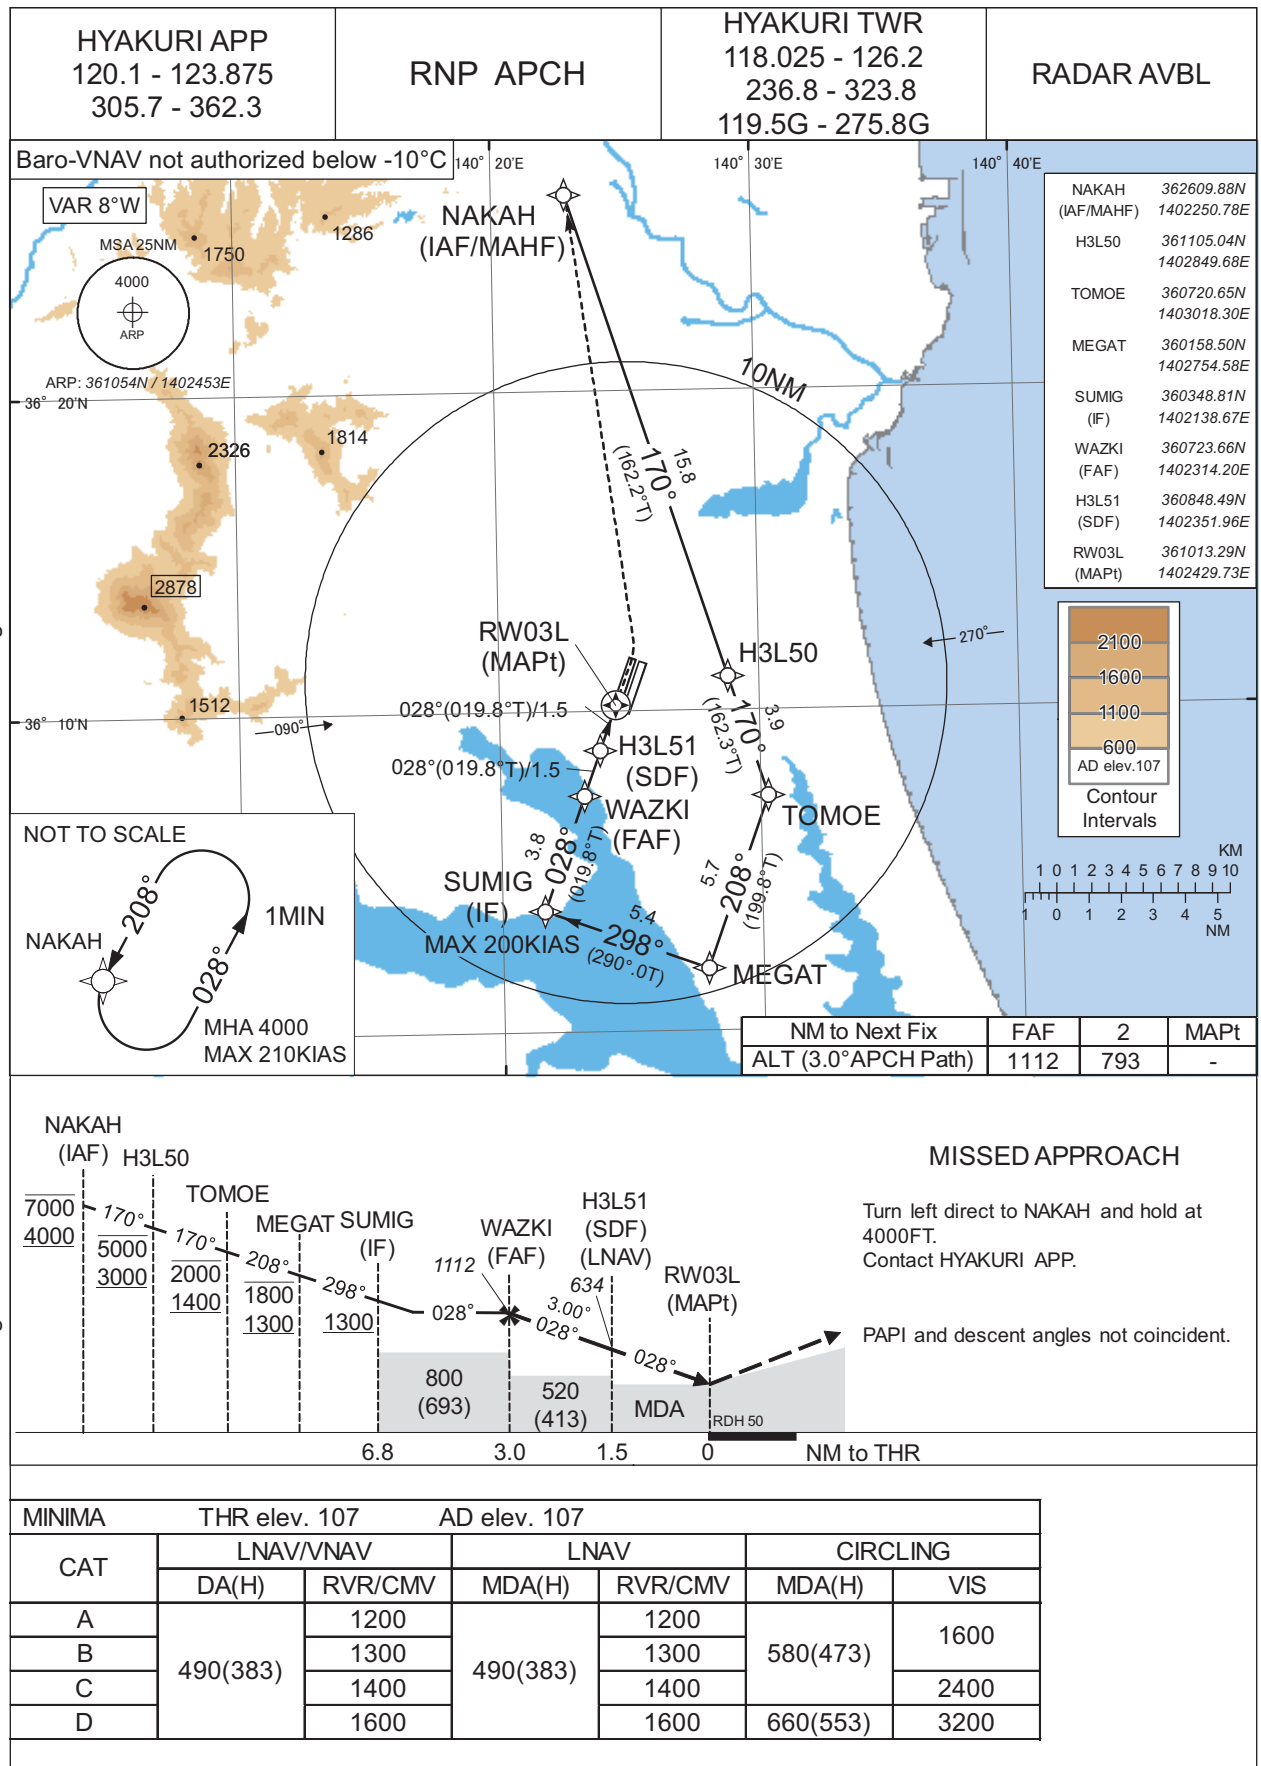 HYAKURI APP
120.1 - 123.875
305.7 - 362.3
RNP APCH
HYAKURI TWR
118.025 - 126.2
236.8 - 323.8
119.5G - 275.8G
RADAR AVBL
Baro-VNAV not authorized below -10°C
140° 20'E
140° 30'E
140° 40'E
VAR 8°W
MSA 25NM
4000
ARP
ARP: 361054N / 1402453E
36° 20'N
36° 10'N
1750
1286
2326
1814
2878
1512
NAKAH
(IAF/MAHF)
10NM
15.8
170°
(162.2°T)
NAKAH 362609.88N
(IAF/MAHF) 1402250.78E
H3L50 361105.04N
1402849.68E
TOMOE 360720.65N
1403018.30E
MEGAT 360158.50N
1402754.58E
SUMIG 360348.81N
(IF) 1402138.67E
WAZKI 360723.66N
(FAF) 1402314.20E
H3L51 360848.49N
(SDF) 1402351.96E
RW03L 361013.29N
(MAPt) 1402429.73E
RW03L
(MAPt)
H3L50
270°
090°
028°(019.8°T)/1.5
028°(019.8°T)/1.5
H3L51
(SDF)
WAZKI
(FAF)
3.9
170°
(162.3°T)
TOMOE
5.7
208°
(199.8°T)
3.8
028°
(019.8°T)
SUMIG
(IF)
MAX 200KIAS
5.4
298°
(290°.0T)
MEGAT
2100
1600
1100
600
AD elev.107
Contour
Intervals
KM
1 0 1 2 3 4 5 6 7 8 9 10
1 0 1 2 3 4 5
NM
NOT TO SCALE
208°
NAKAH
1MIN
028°
MHA 4000
MAX 210KIAS
NM to Next Fix FAF 2 MAPt
ALT (3.0°APCH Path) 1112 793 -
NAKAH
(IAF)
H3L50
TOMOE
MEGAT
SUMIG
(IF)
WAZKI
(FAF)
H3L51
(SDF)
(LNAV)
RW03L
(MAPt)
7000
4000
170°
5000
3000
170°
2000
1400
208°
1800
1300
298°
1300
028°
1112
634
3.00°
028°
028°
800
(693)
520
(413)
MDA
RDH 50
6.8 3.0 1.5 0 NM to THR
MISSED APPROACH
Turn left direct to NAKAH and hold at
4000FT.
Contact HYAKURI APP.
PAPI and descent angles not coincident.
MINIMA THR elev. 107 AD elev. 107
CAT LNAV/VNAV LNAV CIRCLING
DA(H) RVR/CMV MDA(H) RVR/CMV MDA(H) VIS
A 490(383) 1200 490(383) 1200 580(473) 1600
B 1300 1300
C 1400 1400 2400
D 1600 1600 660(553) 3200